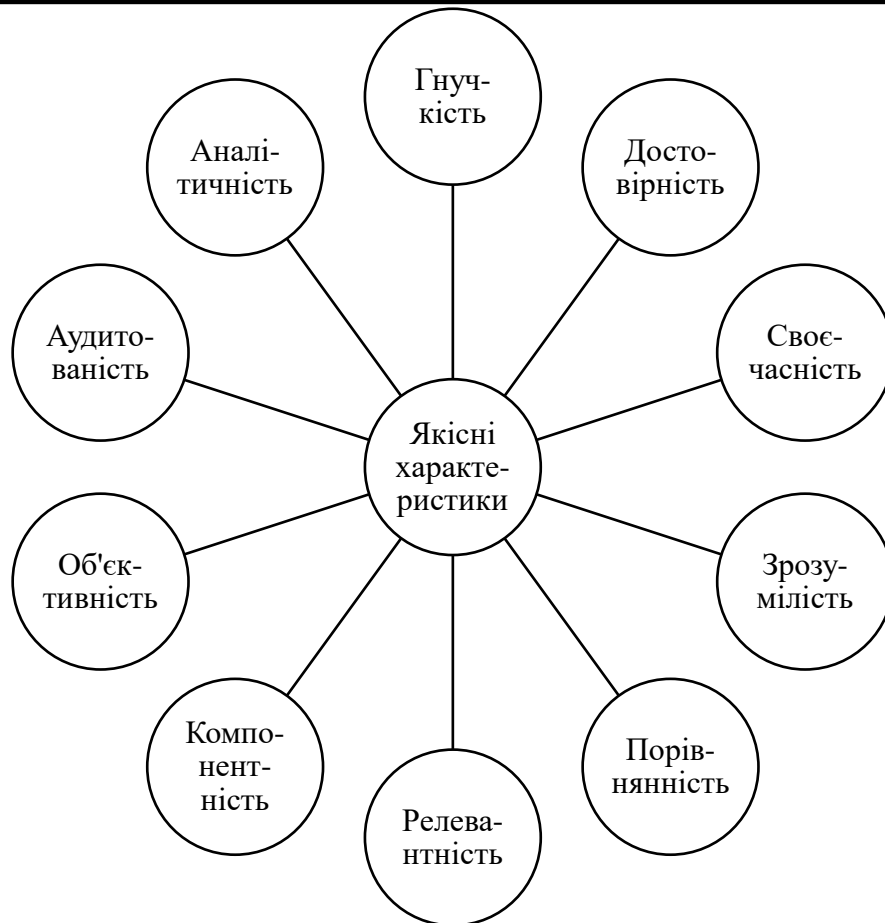 Гнуч-
кість
Досто-
вірність
Своє-
часність
Зрозу-
мілість
Порів-
нянність
Релева-
нтність
Компо-
нент-
ність
Об'єк-
тивність
Аудито-
ваність
Аналі-
тичність
Якісні
характе-
ристики